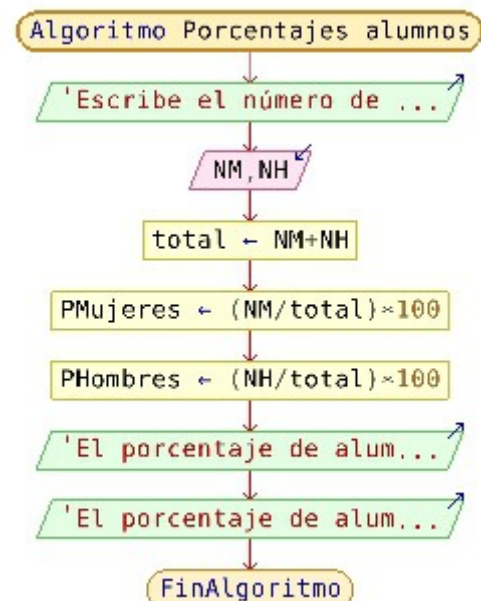 Algoritmo Porcentajes alumnos
'Escribe el número de ...
NM,NH
total ← NM+NH
PMujeres ← (NM/total)*100
PHombres ← (NH/total)*100
'El porcentaje de alum...
'El porcentaje de alum...
FinAlgoritmo